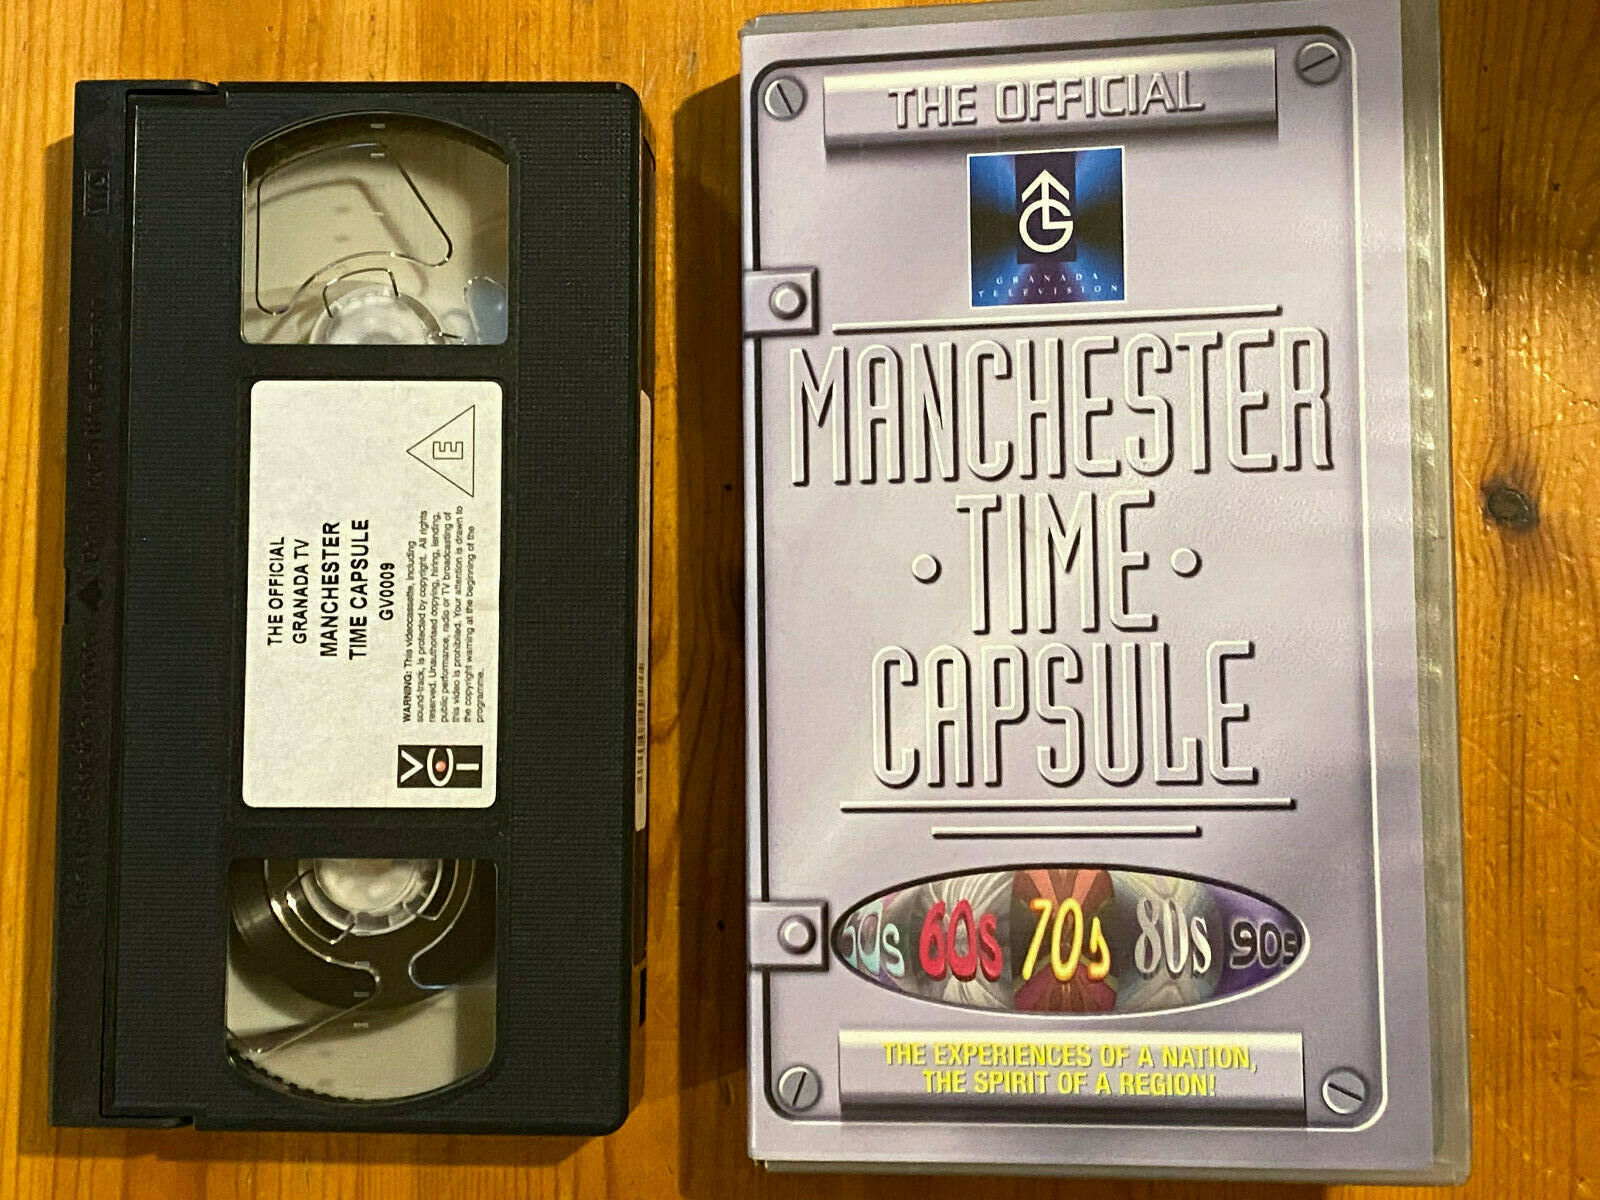 THE OFFICIAL
GRANADA TV
MANCHESTER
TIME CAPSULE
GV0009
E
WARNING: This videocassette, including
sound-track, is protected by copyright. All rights
reserved. Unauthorised copying, hiring, lending,
public performance, radio or TV broadcasting of
this video is prohibited. Your attention is drawn to
the copyright warning at the beginning of the
programme.
VCI
THE OFFICIAL
G
GRANADA
TELEVISION
MANCHESTER
• TIME •
CAPSULE
50s 60s 70s 80s 90s
THE EXPERIENCES OF A NATION,
THE SPIRIT OF A REGION!